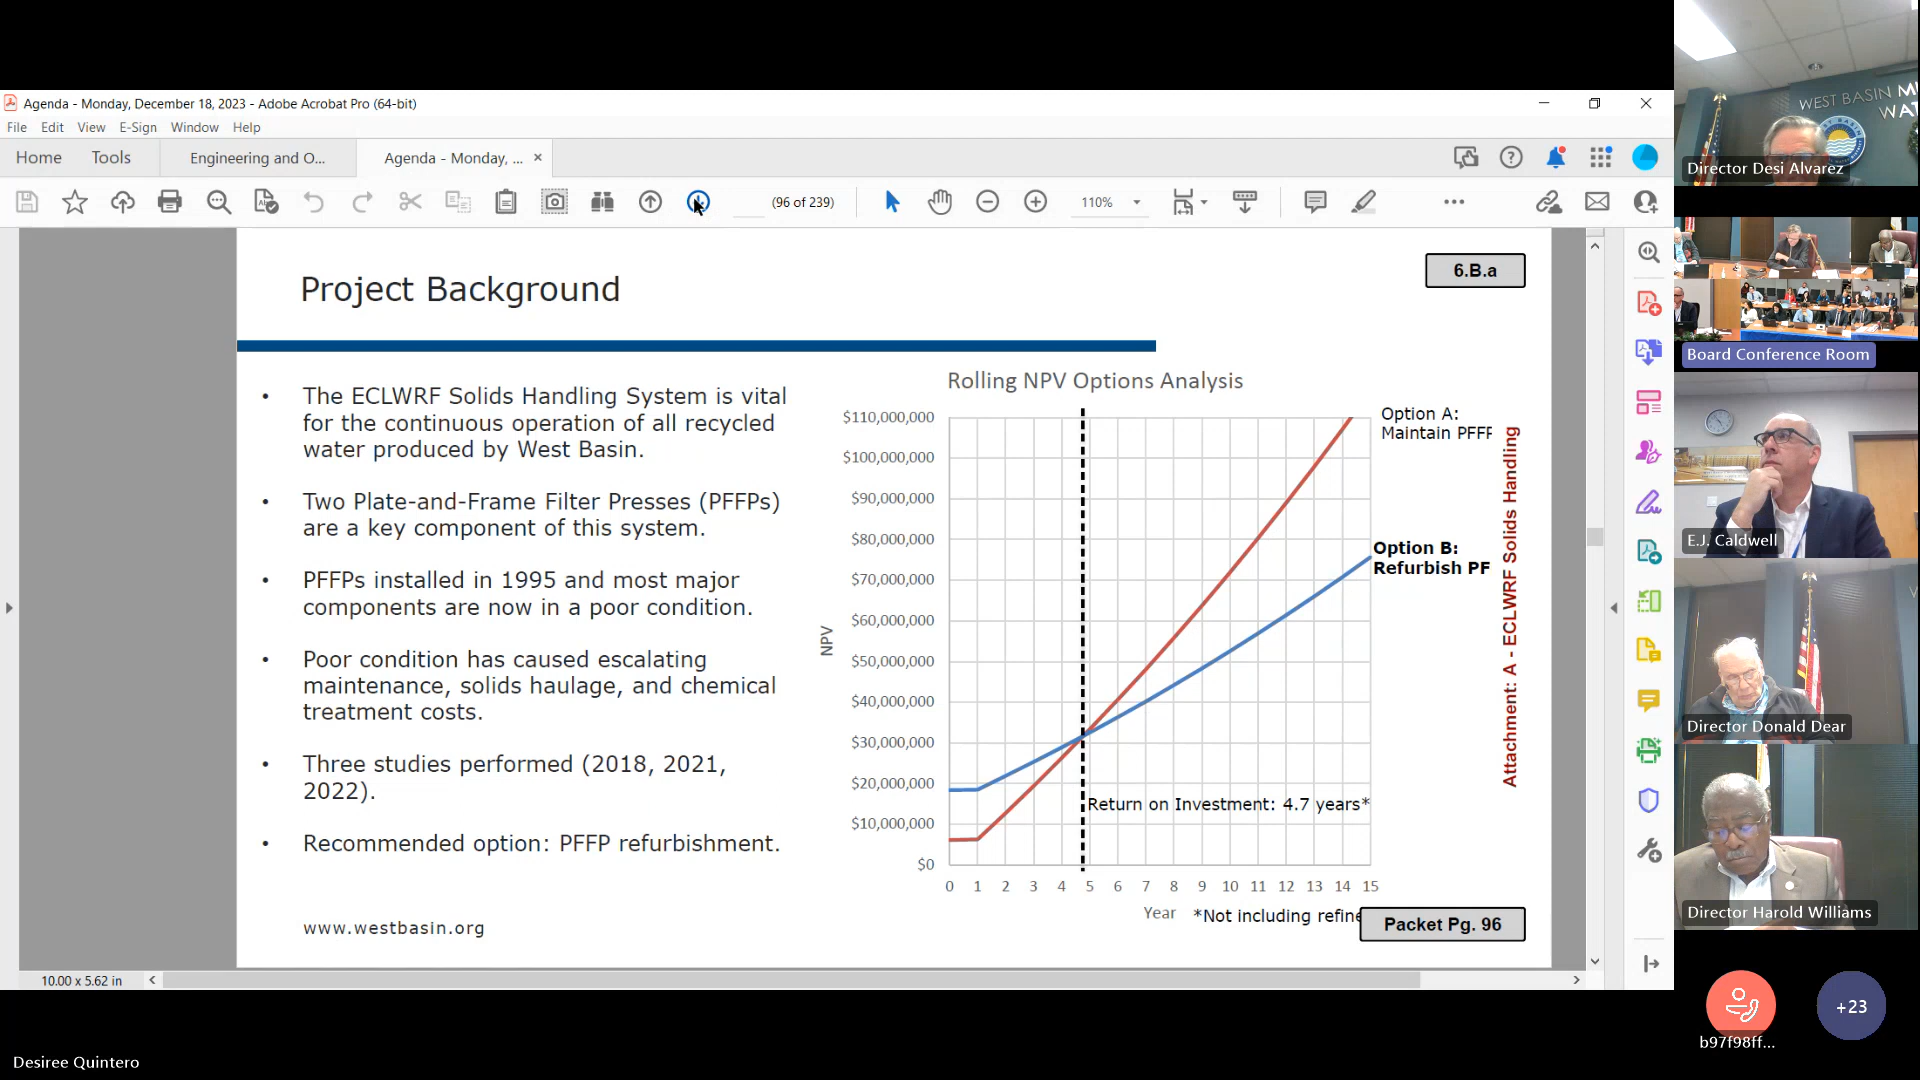 Agenda - Monday, December 18, 2023 - Adobe Acrobat Pro (64-bit)
File Edit View E-Sign Window Help
Home Tools Engineering and O... Agenda - Monday, ... ×
(96 of 239) 110%
6.B.a
Project Background
• The ECLWRF Solids Handling System is vital
for the continuous operation of all recycled
water produced by West Basin.
• Two Plate-and-Frame Filter Presses (PFFPs)
are a key component of this system.
• PFFPs installed in 1995 and most major
components are now in a poor condition.
• Poor condition has caused escalating
maintenance, solids haulage, and chemical
treatment costs.
• Three studies performed (2018, 2021,
2022).
• Recommended option: PFFP refurbishment.
www.westbasin.org
Rolling NPV Options Analysis
$110,000,000
$100,000,000
$90,000,000
$80,000,000
$70,000,000
$60,000,000
$50,000,000
$40,000,000
$30,000,000
$20,000,000
$10,000,000
$0
NPV
Option A:
Maintain PFFF
Option B:
Refurbish PF
Return on Investment: 4.7 years*
0 1 2 3 4 5 6 7 8 9 10 11 12 13 14 15
Year
*Not including refine
Packet Pg. 96
Attachment: A - ECLWRF Solids Handling
10.00 x 5.62 in
WEST BASIN M
WAT
Director Desi Alvarez
Board Conference Room
E.J. Caldwell
Director Donald Dear
Director Harold Williams
b97f98ff...
+23
Desiree Quintero